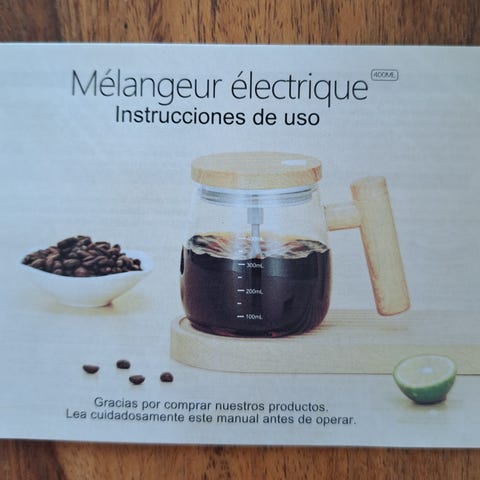 Mélangeur électrique 400ML
Instrucciones de uso
300mL
200mL
100mL
Gracias por comprar nuestros productos.
Lea cuidadosamente este manual antes de operar.